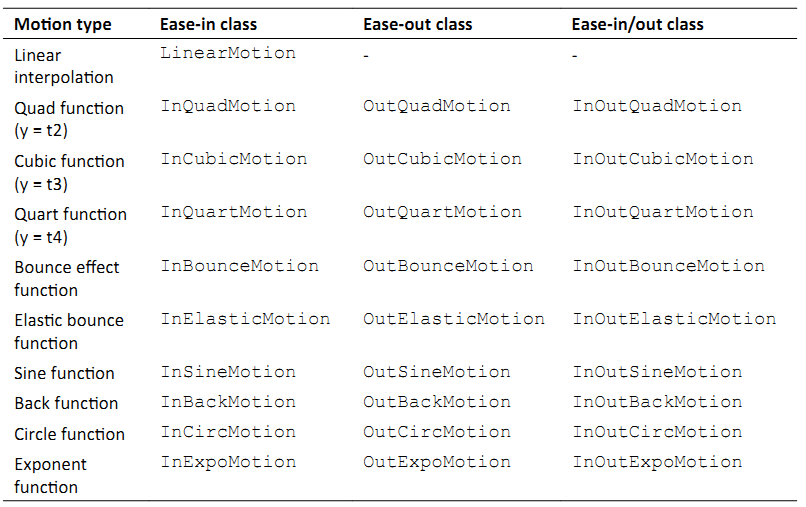 Motion type Ease-in class Ease-out class Ease-in/out class
Linear LinearMotion - -
interpolation
Quad function InQuadMotion OutQuadMotion InOutQuadMotion
(y = t2)
Cubic function InCubicMotion OutCubicMotion InOutCubicMotion
(y = t3)
Quart function InQuartMotion OutQuartMotion InOutQuartMotion
(y = t4)
Bounce effect InBounceMotion OutBounceMotion InOutBounceMotion
function
Elastic bounce InElasticMotion OutElasticMotion InOutElasticMotion
function
Sine function InSineMotion OutSineMotion InOutSineMotion
Back function InBackMotion OutBackMotion InOutBackMotion
Circle function InCircMotion OutCircMotion InOutCircMotion
Exponent InExpoMotion OutExpoMotion InOutExpoMotion
function